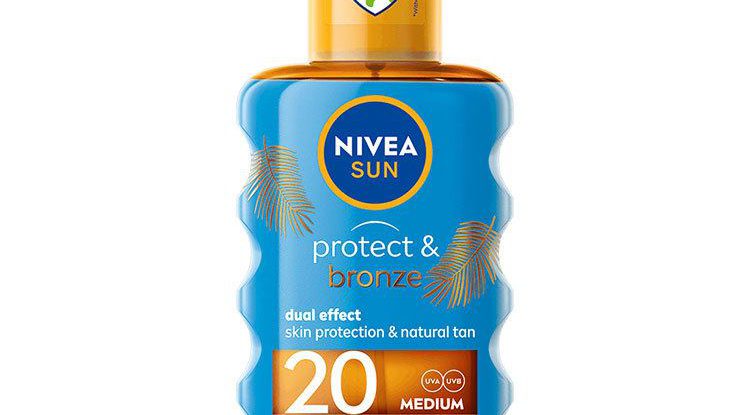 NIVEA
SUN
protect &
bronze
dual effect
skin protection & natural tan
20
UVA UVB
MEDIUM